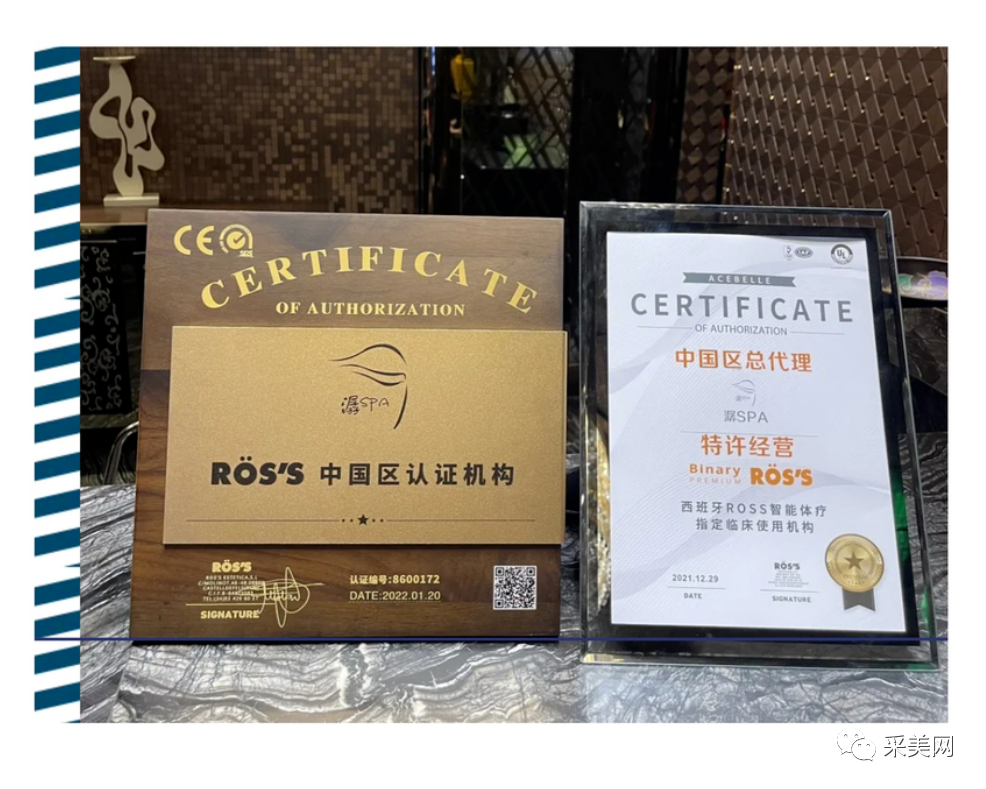 CE SGS
CERTIFICATE
OF AUTHORIZATION
潺SPA
RÖS'S 中国区认证机构
RÖS'S
RÖS'S ESTETICA,S.L
SIGNATURE
认证编号:8600172
DATE:2022.01.20
UL
ACEBELLE
CERTIFICATE
OF AUTHORIZATION
中国区总代理
潺SPA
特许经营
Binary RÖS'S
PREMIUM
西班牙ROSS智能体疗
指定临床使用机构
2021.12.29
DATE
RÖS'S
SIGNATURE
采美网